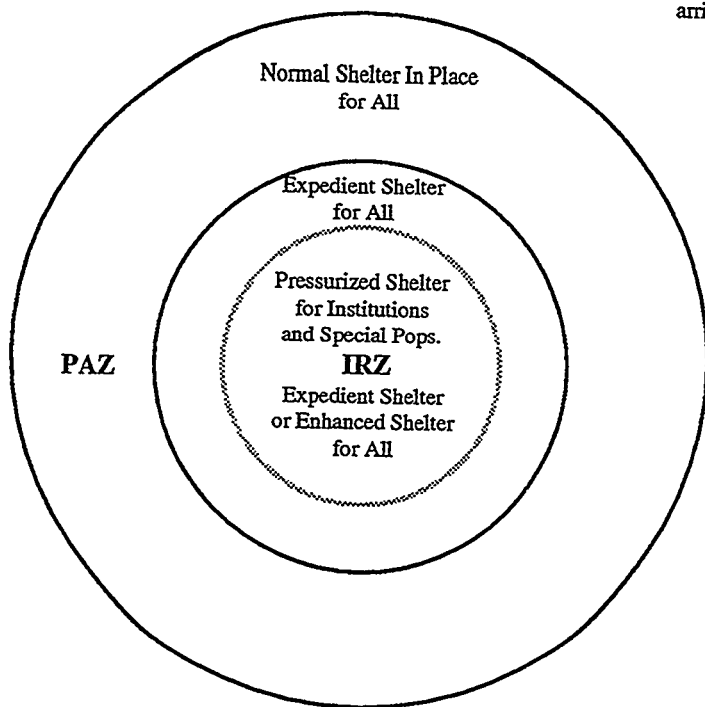 Normal Shelter In Place
for All
Expedient Shelter
for All
Pressurized Shelter
for Institutions
and Special Pops.
PAZ
IRZ
Expedient Shelter
or Enhanced Shelter
for All